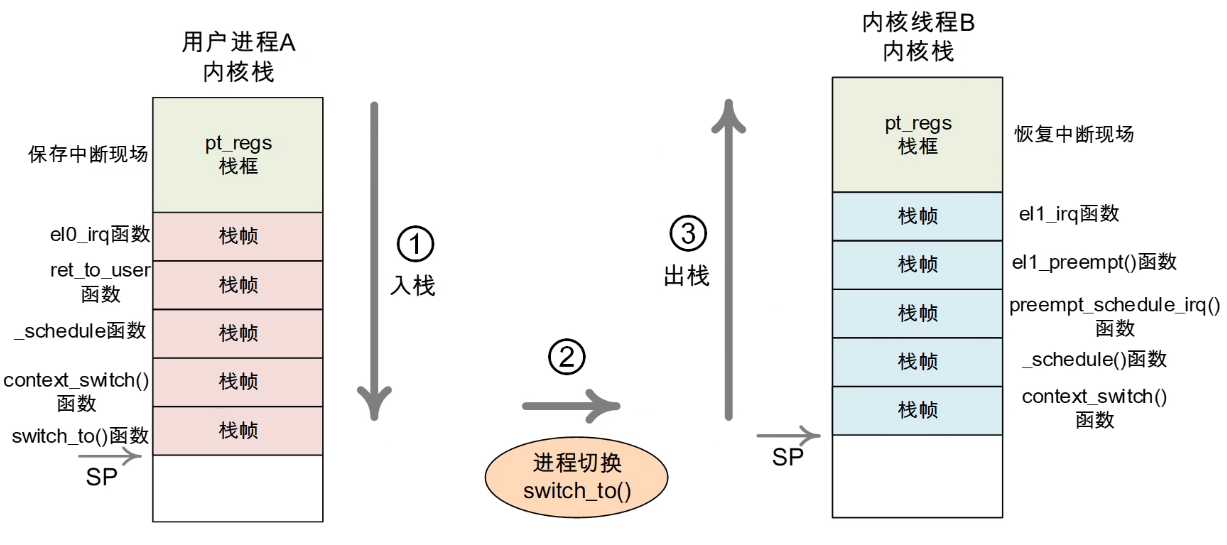 用户进程A
内核栈
保存中断现场
pt_regs
栈框
el0_irq函数
栈帧
ret_to_user
函数
栈帧
_schedule函数
栈帧
context_switch()
函数
栈帧
switch_to()函数
栈帧
SP
①
入栈
②
进程切换
switch_to()
③
出栈
内核线程B
内核栈
pt_regs
栈框
恢复中断现场
栈帧
el1_irq函数
栈帧
el1_preempt()函数
栈帧
preempt_schedule_irq()
函数
栈帧
_schedule()函数
栈帧
context_switch()
函数
SP